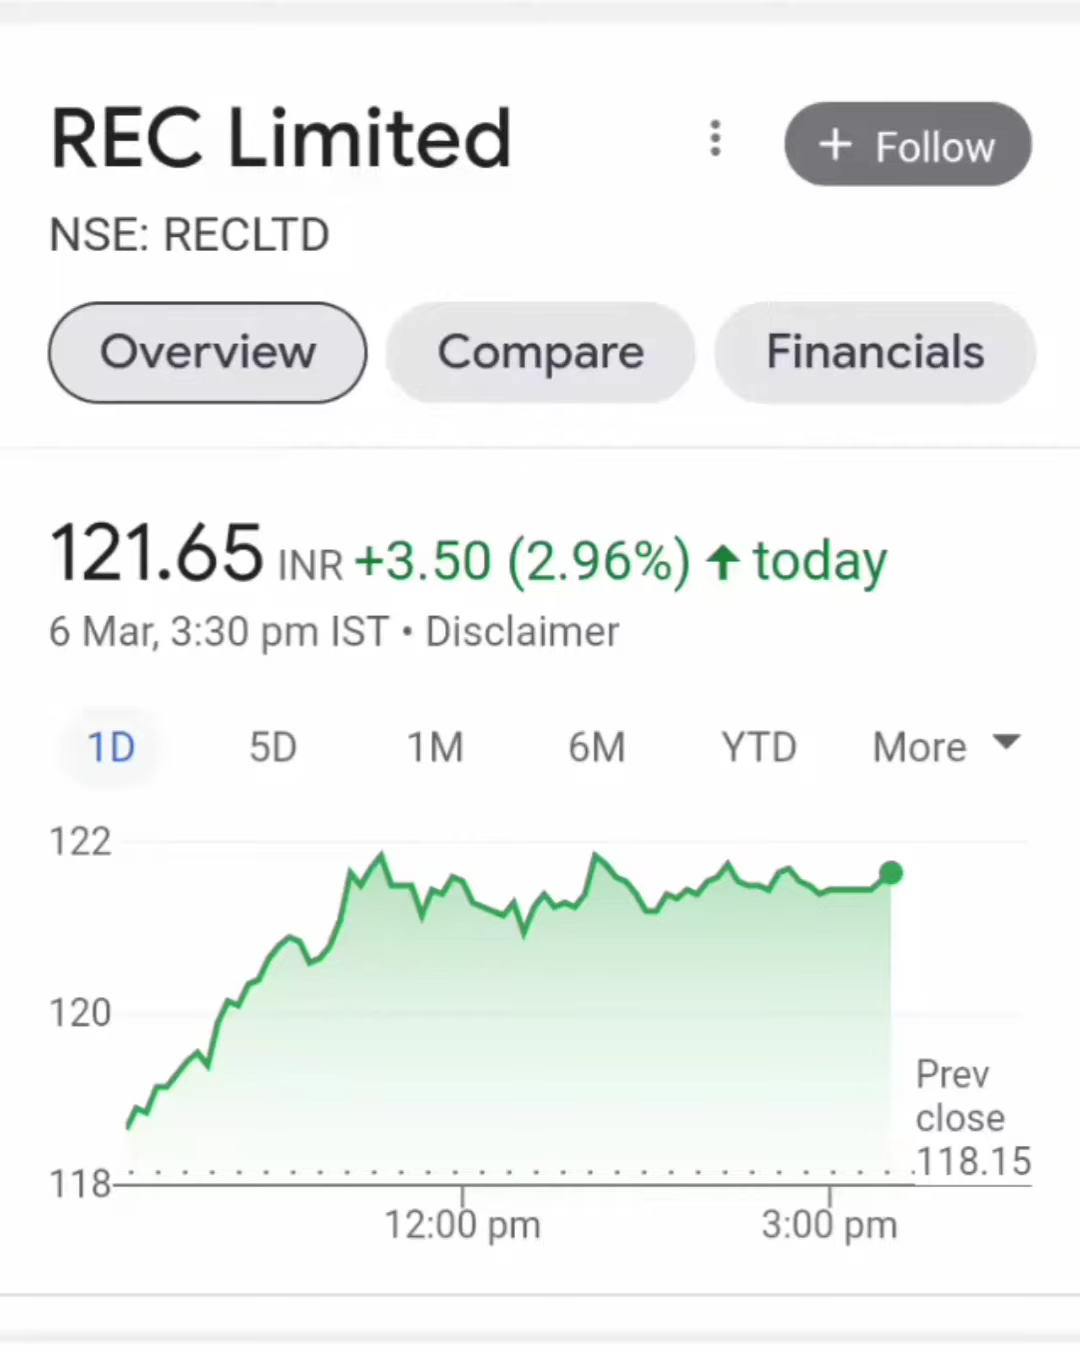 REC Limited
+ Follow
NSE: RECLTD
Overview Compare Financials
121.65 INR +3.50 (2.96%) ↑ today
6 Mar, 3:30 pm IST • Disclaimer
1D 5D 1M 6M YTD More
122
120
Prev
close
118.15
118
12:00 pm 3:00 pm